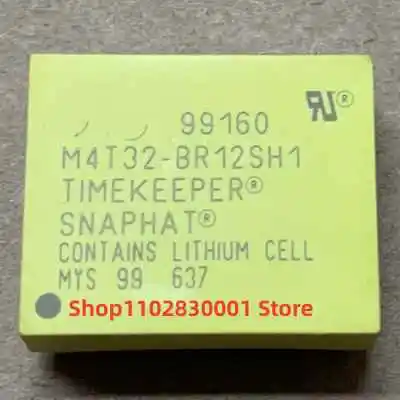 99160
M4T32-BR12SH1
TIMEKEEPER®
SNAPHAT®
CONTAINS LITHIUM CELL
MYS 99 637
Shop1102830001 Store